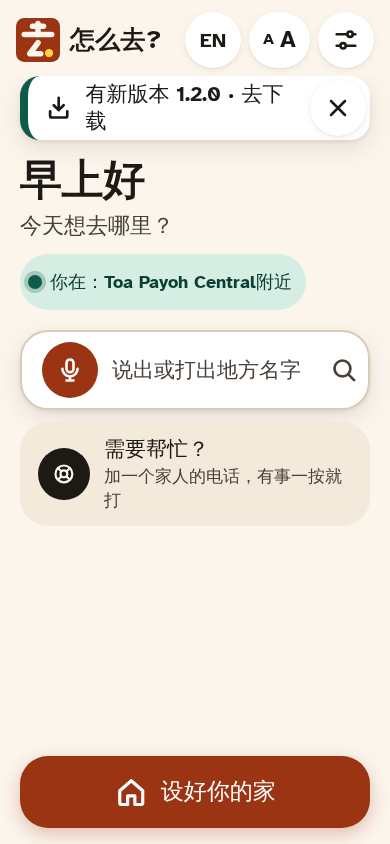 去
怎么去?
EN
A A
有新版本 1.2.0 · 去下
载
早上好
今天想去哪里？
你在：Toa Payoh Central附近
说出或打出地方名字
需要帮忙？
加一个家人的电话，有事一按就
打
设好你的家